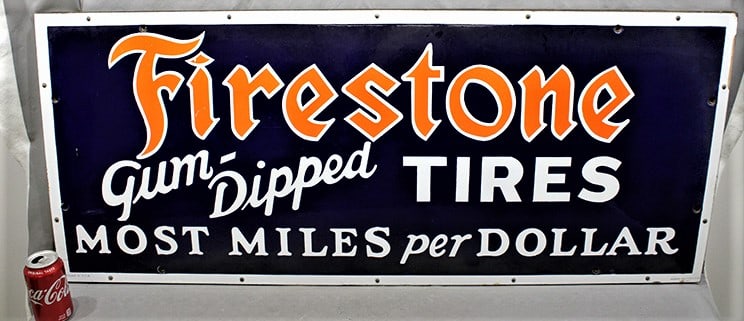 Firestone
Gum-Dipped TIRES
MOST MILES per DOLLAR
Coca-Cola